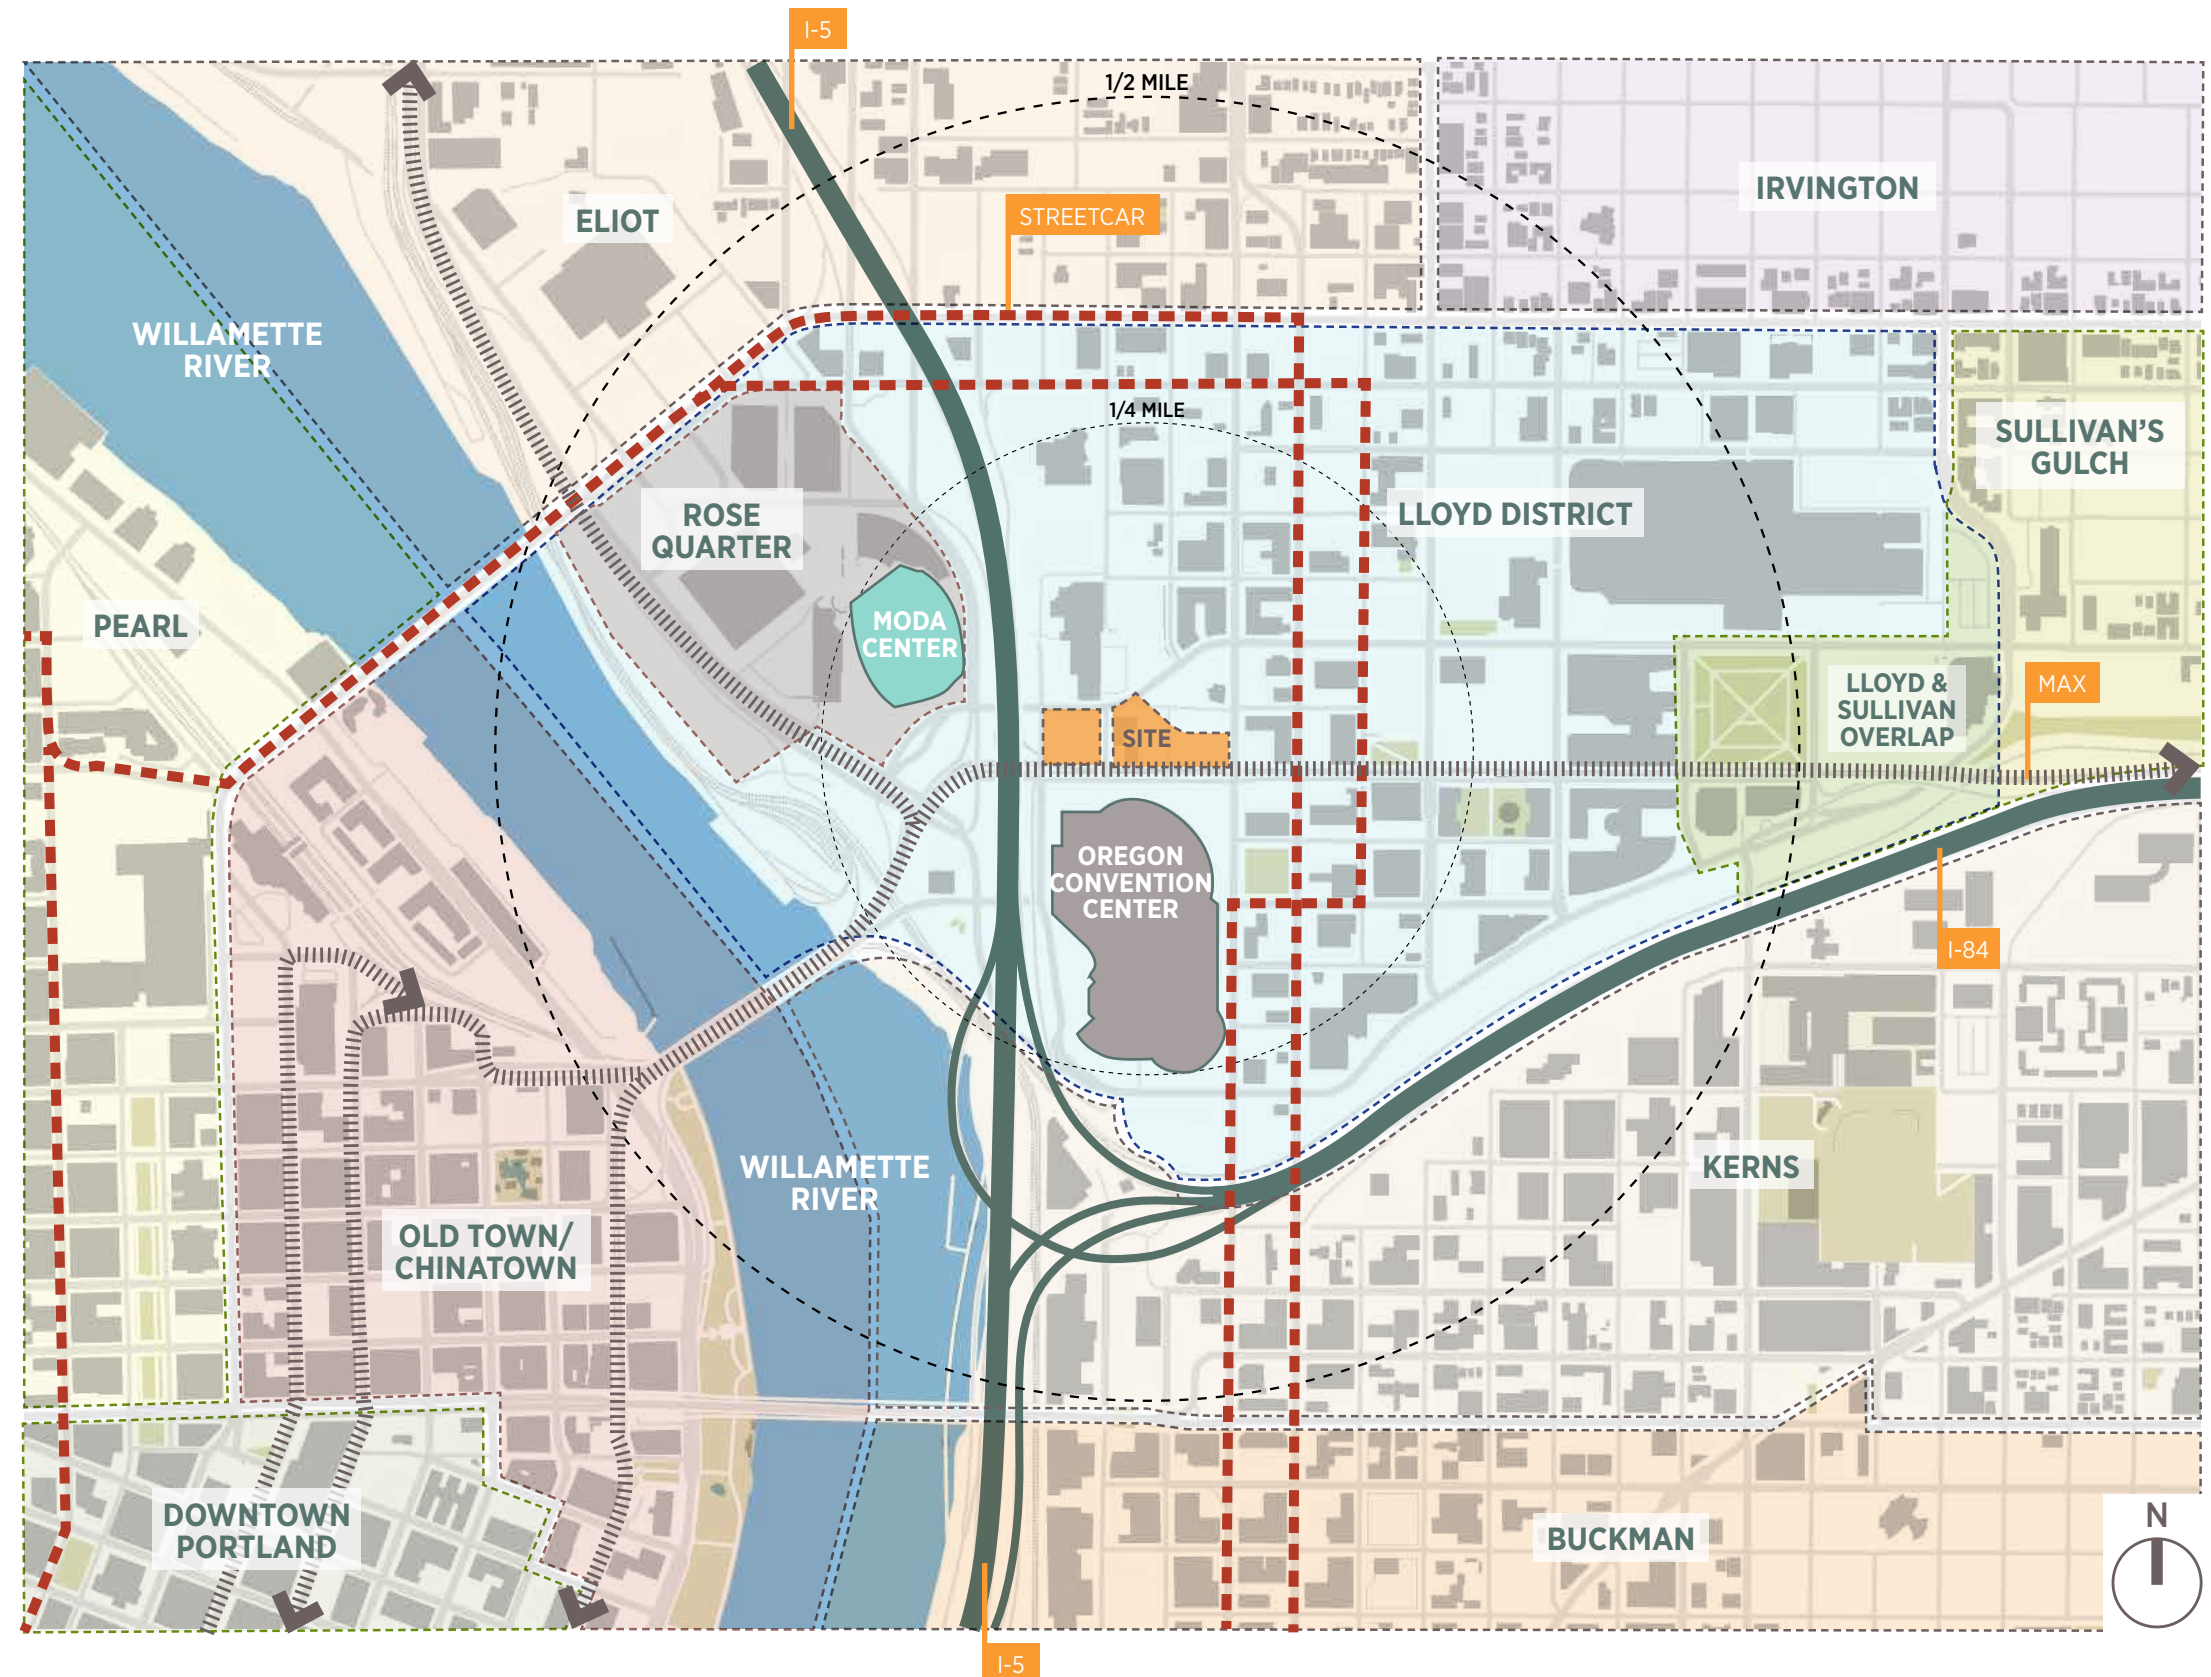 I-5
1/2 MILE
IRVINGTON
ELIOT
STREETCAR
WILLAMETTE
RIVER
1/4 MILE
SULLIVAN'S
GULCH
ROSE
QUARTER
LLOYD DISTRICT
PEARL
MODA
CENTER
LLOYD &
SULLIVAN
OVERLAP
MAX
SITE
OREGON
CONVENTION
CENTER
I-84
WILLAMETTE
RIVER
KERNS
OLD TOWN/
CHINATOWN
DOWNTOWN
PORTLAND
BUCKMAN
N
I-5